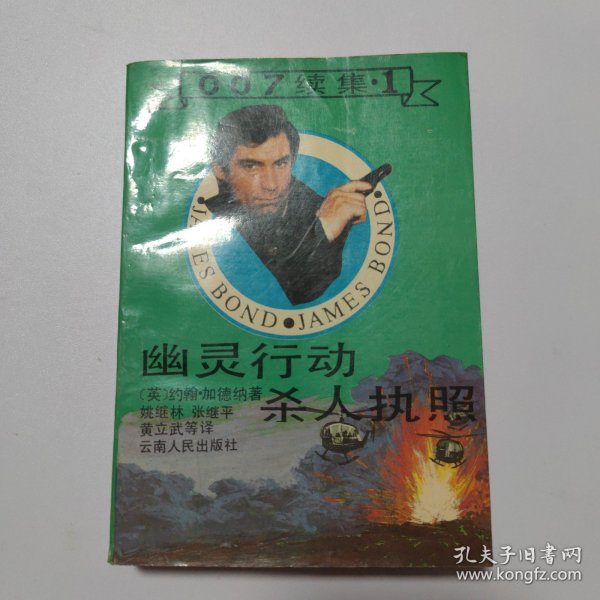 007续集·1
JAMES BOND●JAMES BOND●
幽灵行动
〔英〕约翰·加德纳著
杀人执照
姚继林 张继平
黄立武等译
云南人民出版社
孔夫子旧书网
www.kongfz.com